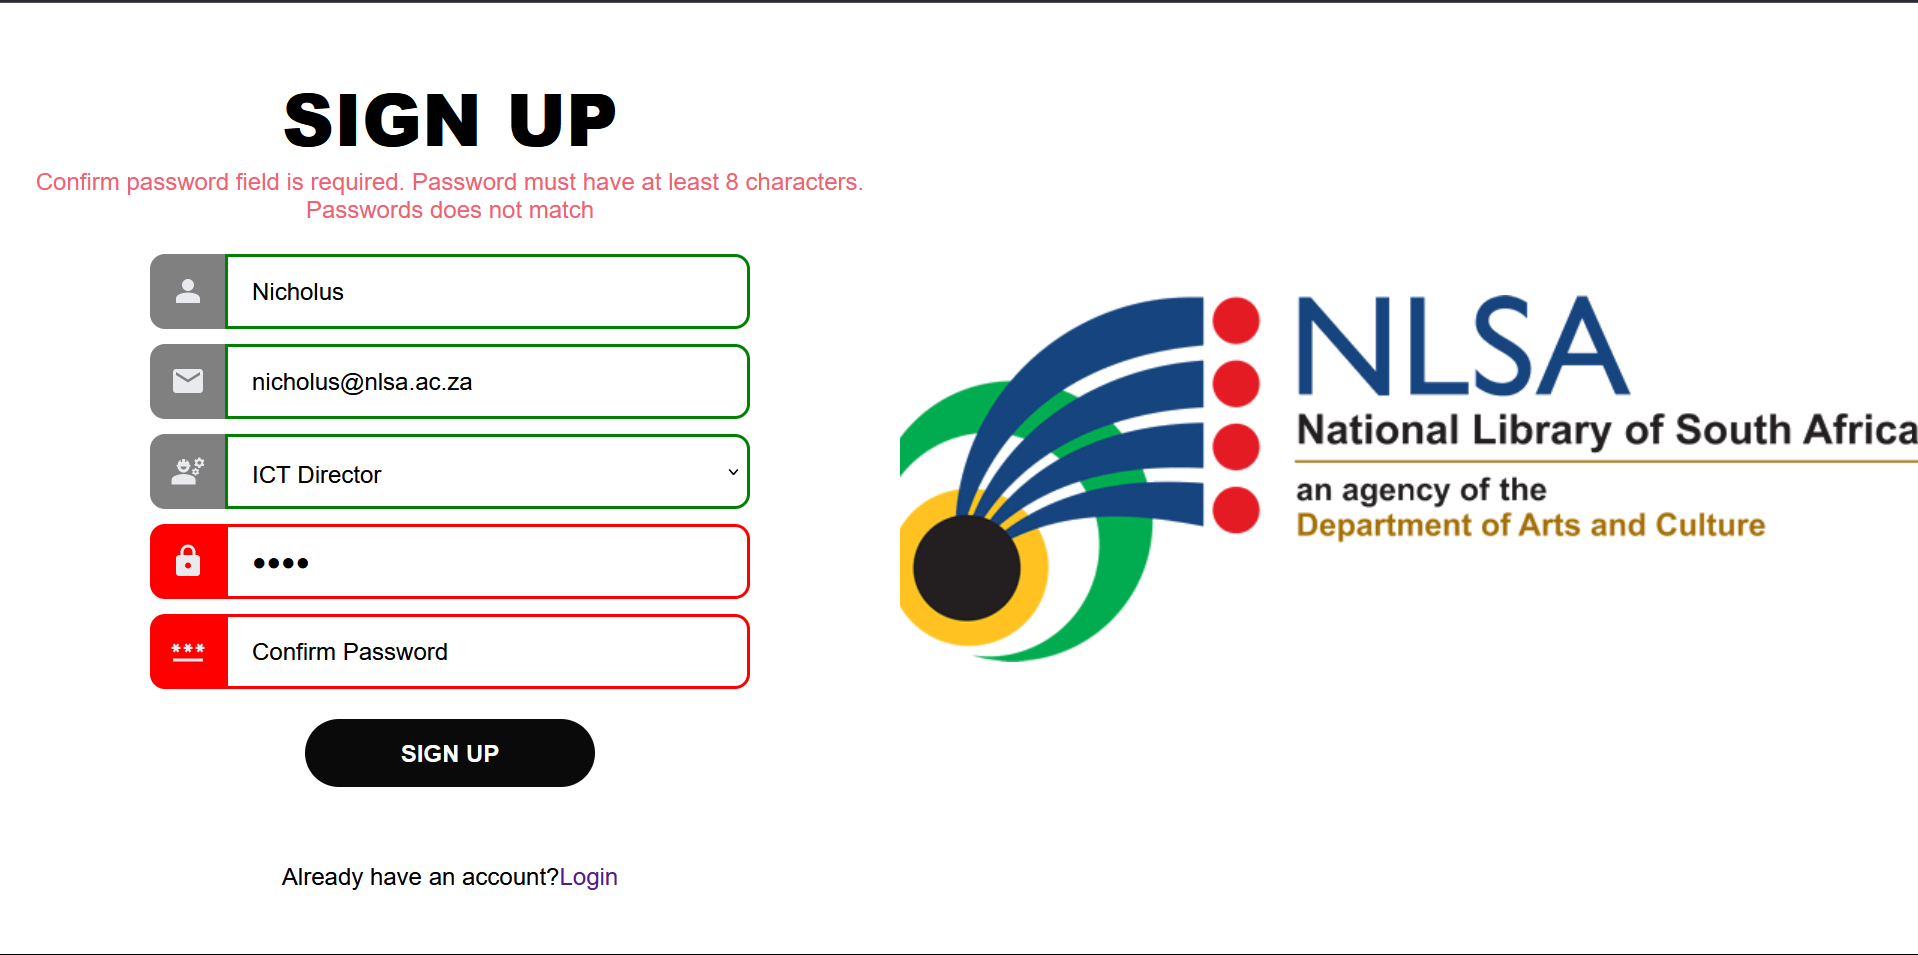 SIGN UP
Confirm password field is required. Password must have at least 8 characters.
Passwords does not match
Nicholus
nicholus@nlsa.ac.za
ICT Director
••••
Confirm Password
SIGN UP
Already have an account?Login
NLSA
National Library of South Africa
an agency of the
Department of Arts and Culture